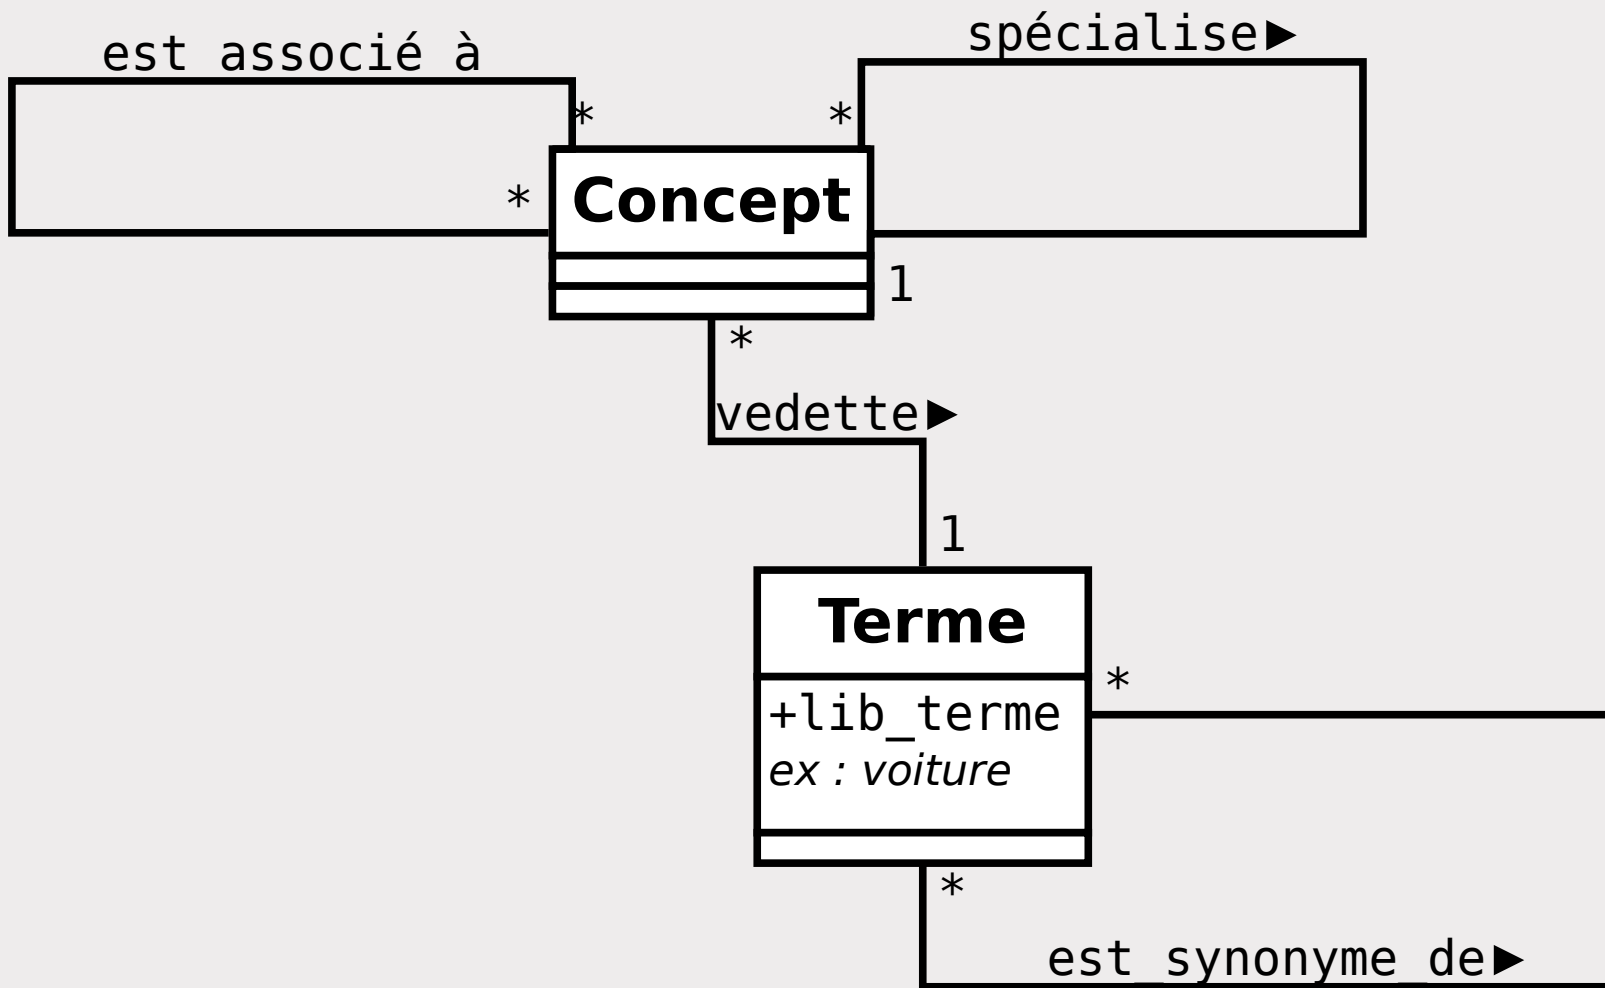 spécialise►
est associé à
*
*
*
Concept
1
*
vedette►
1
Terme
*
+lib_terme
ex : voiture
*
est_synonyme_de►